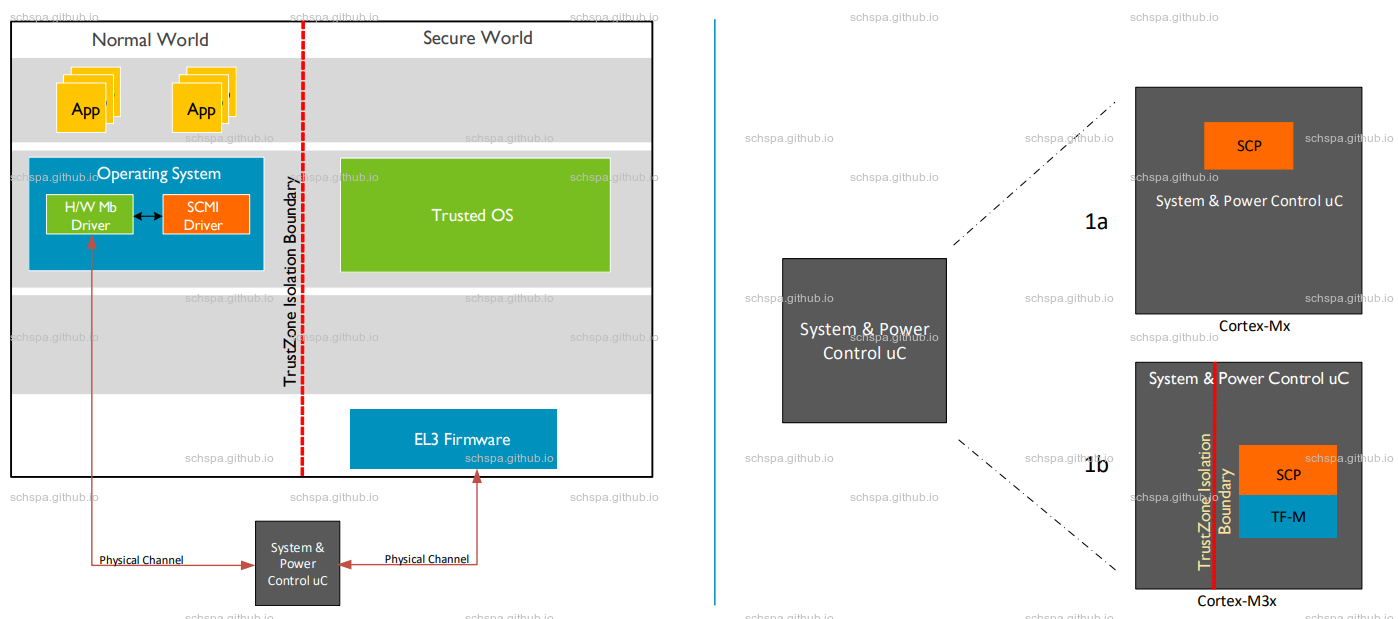 Normal World
Secure World
App
App
Operating System
H/W Mb
Driver
SCMI
Driver
Trusted OS
TrustZone Isolation Boundary
EL3 Firmware
Physical Channel
Physical Channel
System &
Power
Control uC
System & Power
Control uC
1a
SCP
System & Power Control uC
Cortex-Mx
1b
System & Power Control uC
TrustZone Isolation
Boundary
SCP
TF-M
Cortex-M3x
schspa.github.io